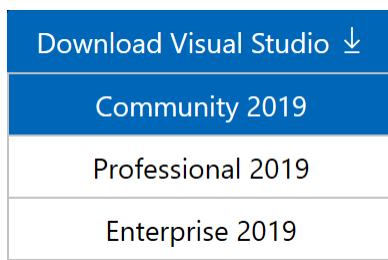 Download Visual Studio
Community 2019
Professional 2019
Enterprise 2019